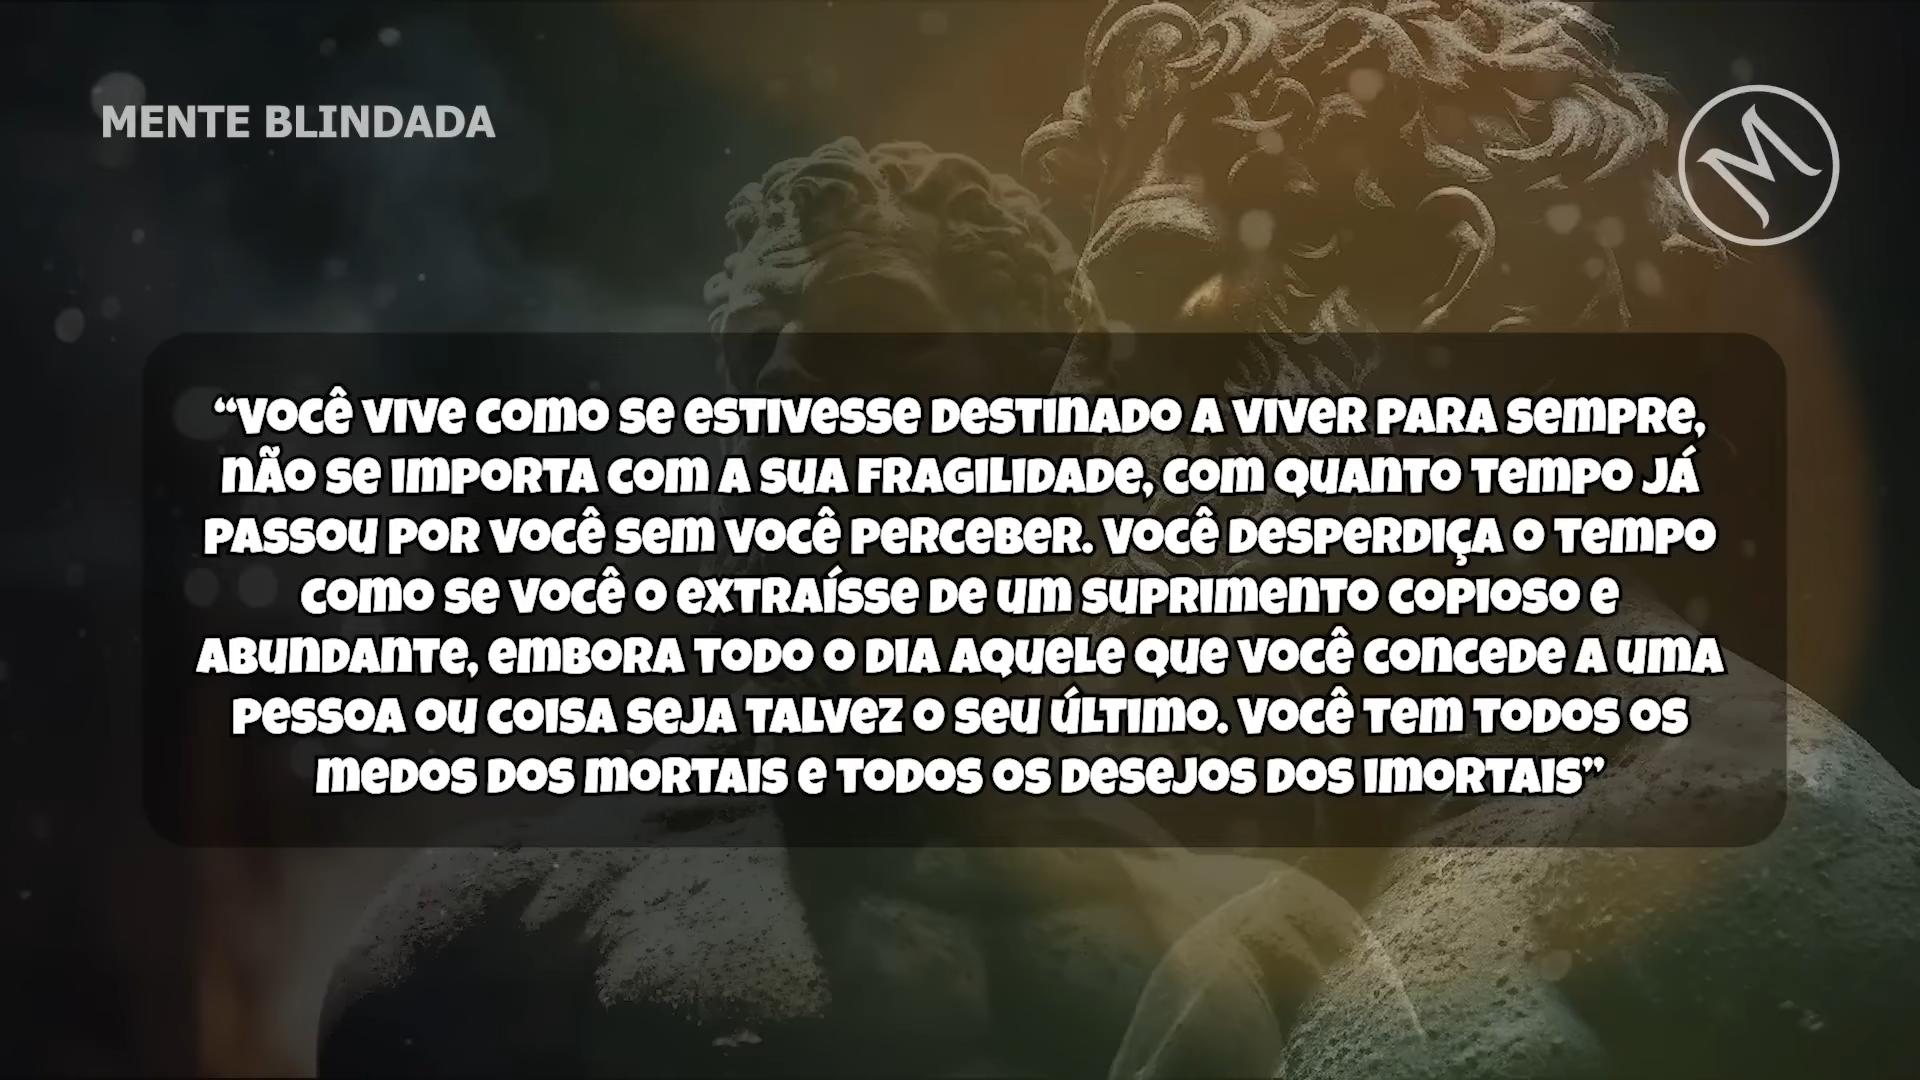 MENTE BLINDADA
M
“Você vive como se estivesse destinado a viver para sempre,
não se importa com a sua fragilidade, com quanto tempo já
passou por você sem você perceber. Você desperdiça o tempo
como se você o extraísse de um suprimento copioso e
abundante, embora todo o dia aquele que você concede a uma
pessoa ou coisa seja talvez o seu último. Você tem todos os
medos dos mortais e todos os desejos dos imortais”